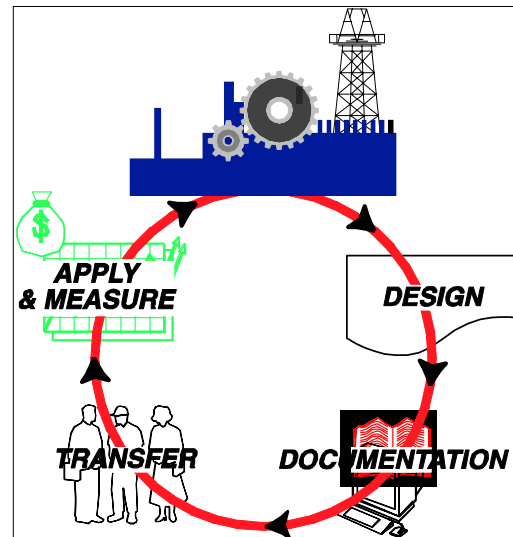 $
APPLY
& MEASURE
DESIGN
TRANSFER
DOCUMENTATION